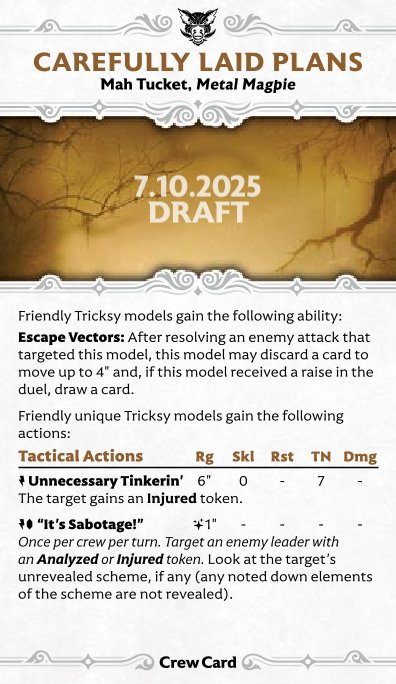 CAREFULLY LAID PLANS
Mah Tucket, Metal Magpie
7.10.2025
DRAFT
Friendly Tricksy models gain the following ability:
Escape Vectors: After resolving an enemy attack that
targeted this model, this model may discard a card to
move up to 4" and, if this model received a raise in the
duel, draw a card.
Friendly unique Tricksy models gain the following
actions:
Tactical Actions Rg Skl Rst TN Dmg
Unnecessary Tinkerin’ 6" 0 - 7 -
The target gains an Injured token.
“It’s Sabotage!” 1" - - - -
Once per crew per turn. Target an enemy leader with
an Analyzed or Injured token. Look at the target’s
unrevealed scheme, if any (any noted down elements
of the scheme are not revealed).
Crew Card